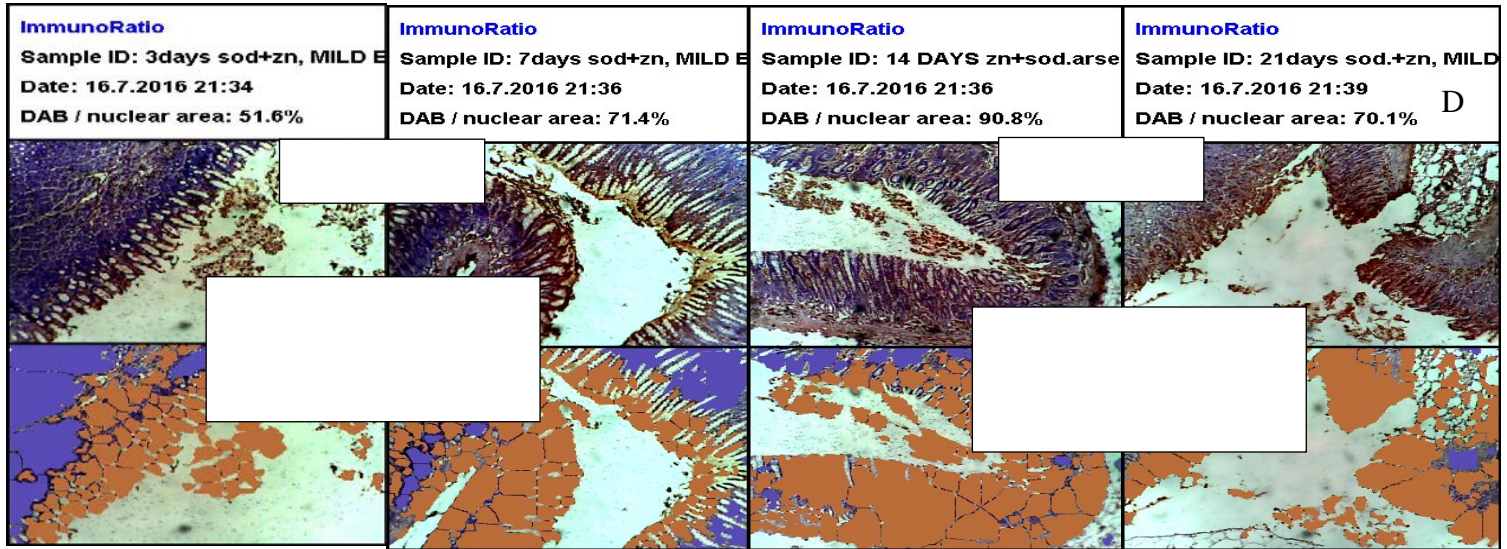 ImmunoRatio
Sample ID: 3days sod+zn, MILD E
Date: 16.7.2016 21:34
DAB / nuclear area: 51.6%
ImmunoRatio
Sample ID: 7days sod+zn, MILD E
Date: 16.7.2016 21:36
DAB / nuclear area: 71.4%
ImmunoRatio
Sample ID: 14 DAYS zn+sod.arse
Date: 16.7.2016 21:36
DAB / nuclear area: 90.8%
ImmunoRatio
Sample ID: 21days sod.+zn, MILD
Date: 16.7.2016 21:39
DAB / nuclear area: 70.1%
D